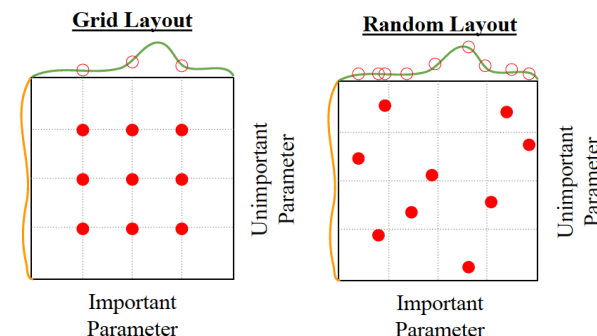 Grid Layout
Unimportant
Parameter
Important
Parameter
Random Layout
Unimportant
Parameter
Important
Parameter